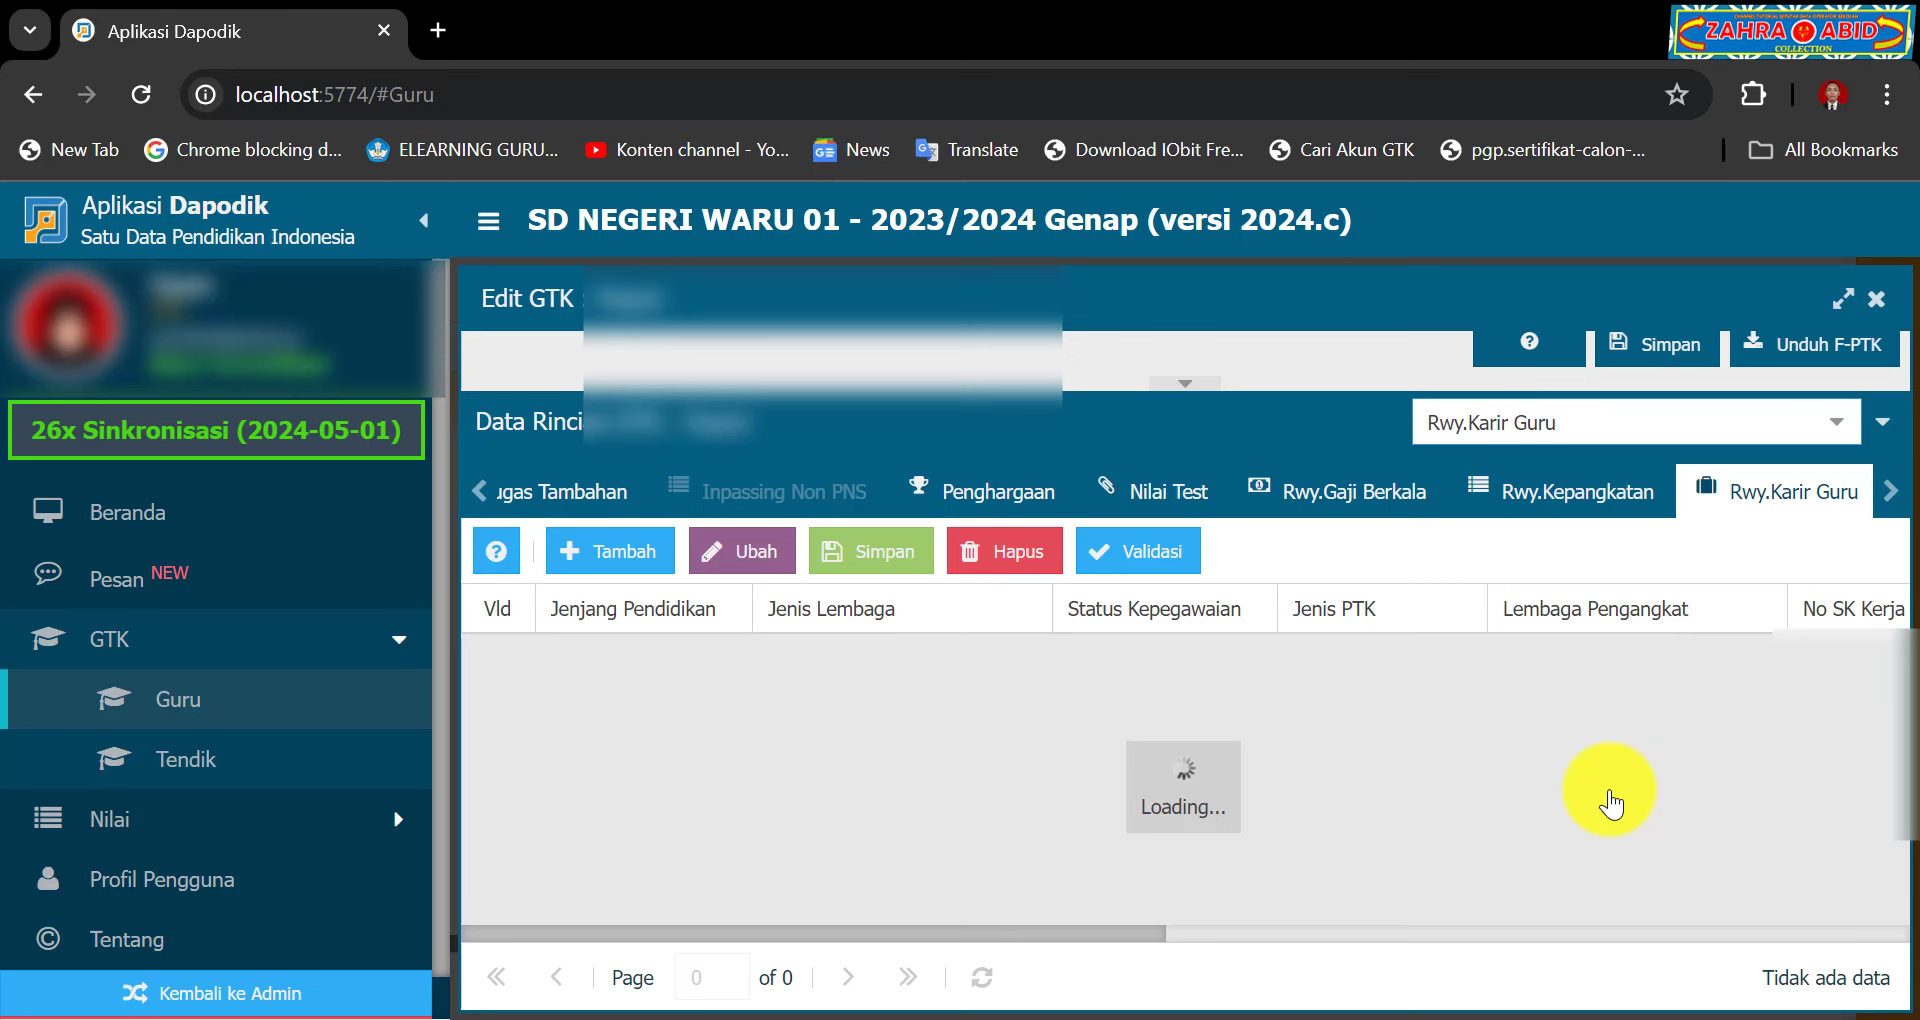 Aplikasi Dapodik
CHANNEL TUTORIAL SEPUTAR DATA OPERATOR SEKOLAH
ZAHRA ABID
COLLECTION
localhost:5774/#Guru
New Tab
Chrome blocking d...
ELEARNING GURU...
Konten channel - Yo...
News
Translate
Download IObit Fre...
Cari Akun GTK
pgp.sertifikat-calon-...
All Bookmarks
Aplikasi Dapodik
Satu Data Pendidikan Indonesia
SD NEGERI WARU 01 - 2023/2024 Genap (versi 2024.c)
26x Sinkronisasi (2024-05-01)
Beranda
Pesan NEW
GTK
Guru
Tendik
Nilai
Profil Pengguna
Tentang
Kembali ke Admin
Edit GTK :
Simpan
Unduh F-PTK
Data Rinci
Rwy.Karir Guru
ugas Tambahan
Inpassing Non PNS
Penghargaan
Nilai Test
Rwy.Gaji Berkala
Rwy.Kepangkatan
Rwy.Karir Guru
Tambah
Ubah
Simpan
Hapus
Validasi
Vld
Jenjang Pendidikan
Jenis Lembaga
Status Kepegawaian
Jenis PTK
Lembaga Pengangkat
No SK Kerja
Loading...
Page 0 of 0
Tidak ada data